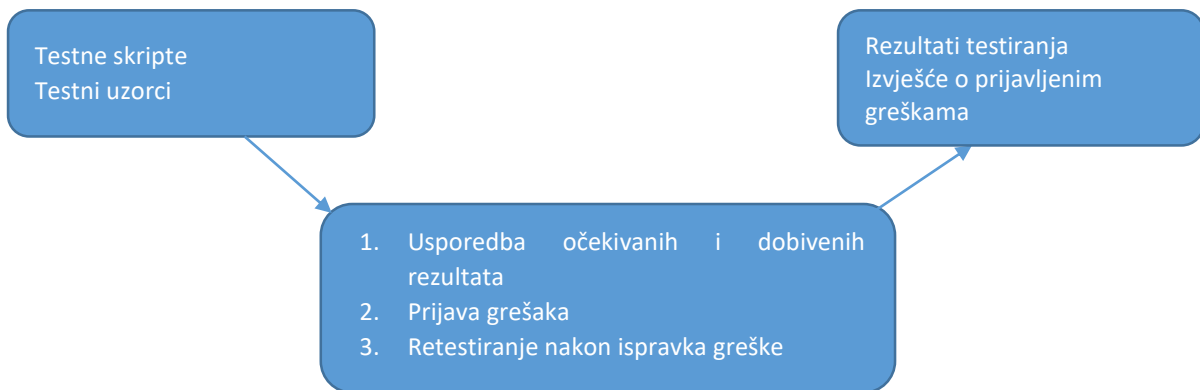 Testne skripte
Testni uzorci
Rezultati testiranja
Izvješće o prijavljenim
greškama
1. Usporedba očekivanih i dobivenih
rezultata
2. Prijava grešaka
3. Retestiranje nakon ispravka greške